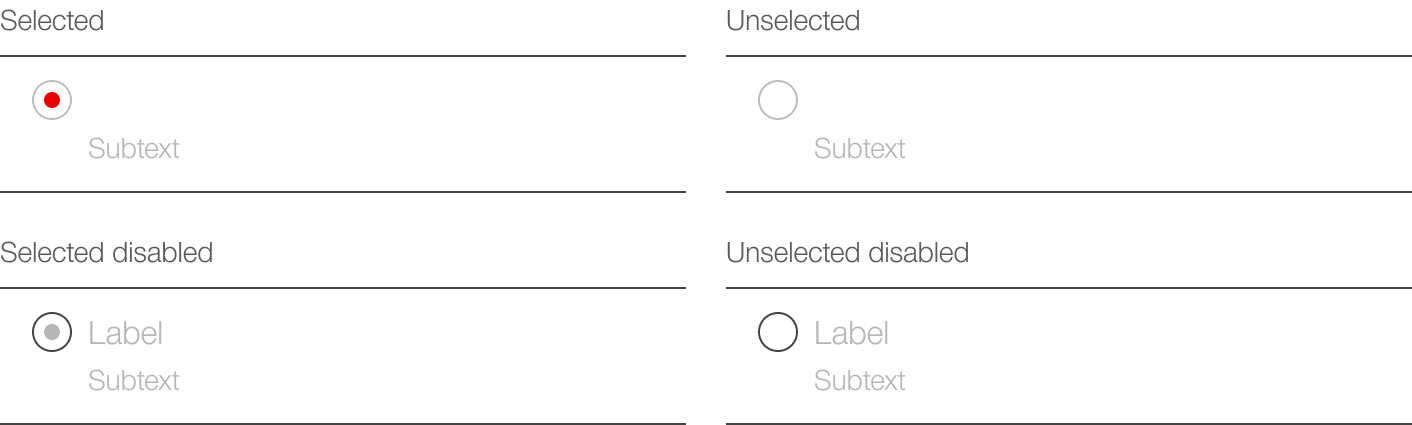 Selected
Unselected
Subtext
Subtext
Selected disabled
Unselected disabled
Label
Label
Subtext
Subtext